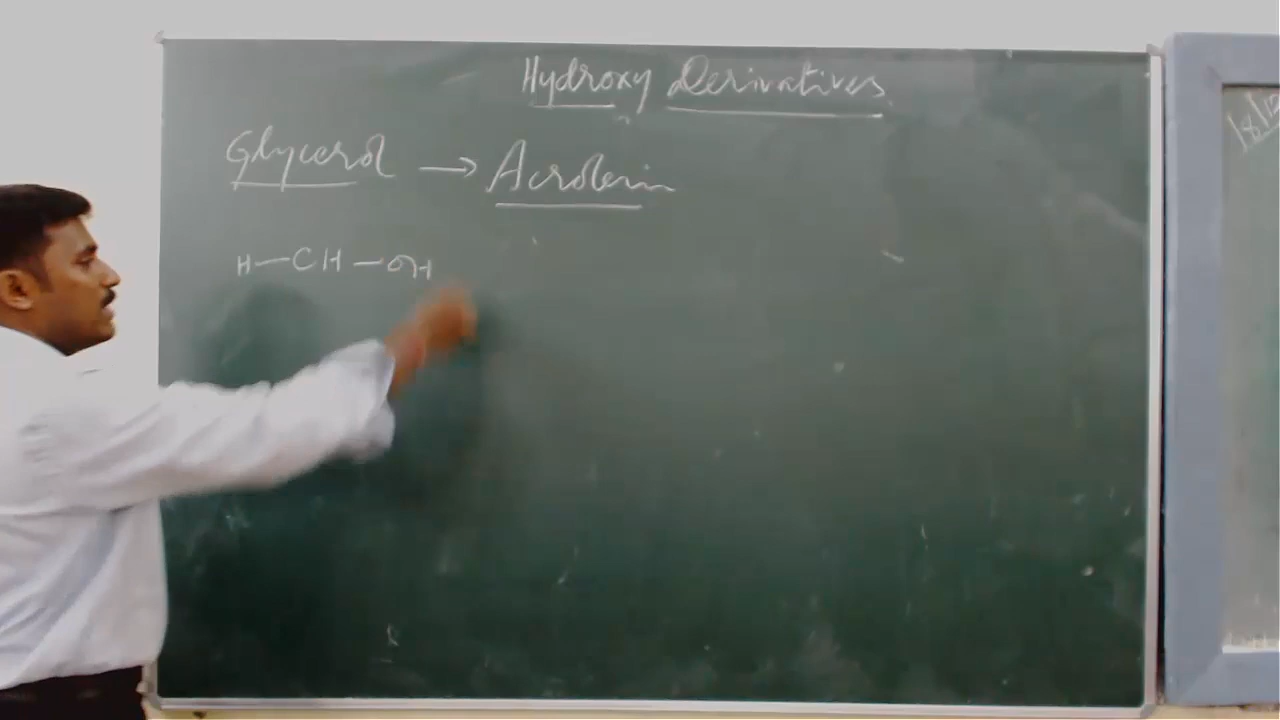 Hydroxy Derivatives
Glycerol → Acrolein
H—CH—OH